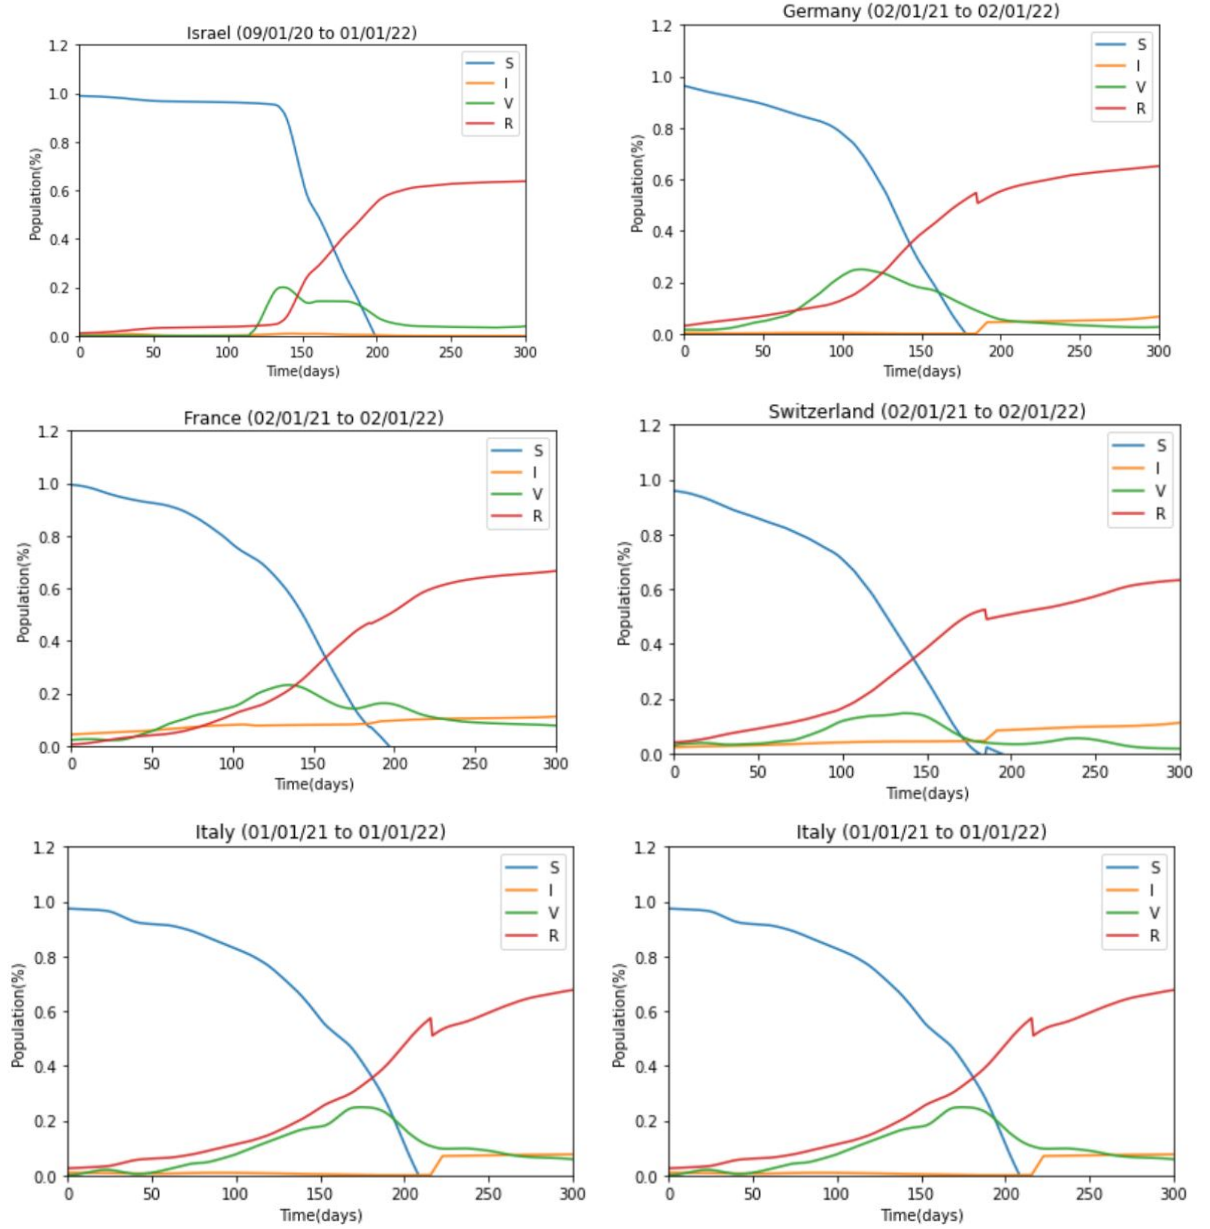 Israel (09/01/20 to 01/01/22)
Population(%)
1.2
1.0
0.8
0.6
0.4
0.2
0.0
S
I
V
R
0 50 100 150 200 250 300
Time(days)
Germany (02/01/21 to 02/01/22)
Population(%)
1.2
1.0
0.8
0.6
0.4
0.2
0.0
S
I
V
R
0 50 100 150 200 250 300
Time(days)
France (02/01/21 to 02/01/22)
Population(%)
1.2
1.0
0.8
0.6
0.4
0.2
0.0
S
I
V
R
0 50 100 150 200 250 300
Time(days)
Switzerland (02/01/21 to 02/01/22)
Population(%)
1.2
1.0
0.8
0.6
0.4
0.2
0.0
S
I
V
R
0 50 100 150 200 250 300
Time(days)
Italy (01/01/21 to 01/01/22)
Population(%)
1.2
1.0
0.8
0.6
0.4
0.2
0.0
S
I
V
R
0 50 100 150 200 250 300
Time(days)
Italy (01/01/21 to 01/01/22)
Population(%)
1.2
1.0
0.8
0.6
0.4
0.2
0.0
S
I
V
R
0 50 100 150 200 250 300
Time(days)